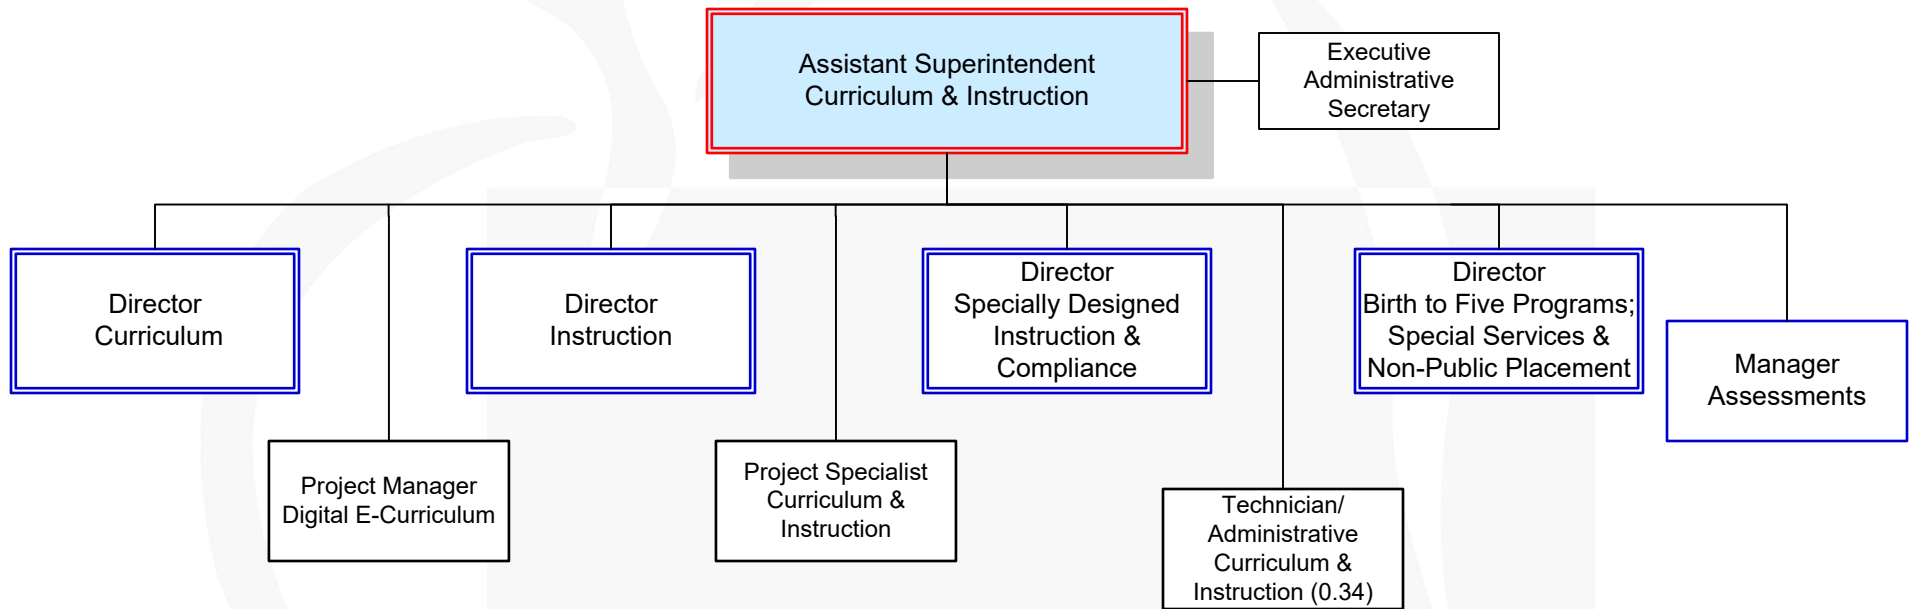 Assistant Superintendent
Curriculum & Instruction
Executive
Administrative
Secretary
Director
Curriculum
Director
Instruction
Director
Specially Designed
Instruction &
Compliance
Director
Birth to Five Programs;
Special Services &
Non-Public Placement
Manager
Assessments
Project Manager
Digital E-Curriculum
Project Specialist
Curriculum &
Instruction
Technician/
Administrative
Curriculum &
Instruction (0.34)